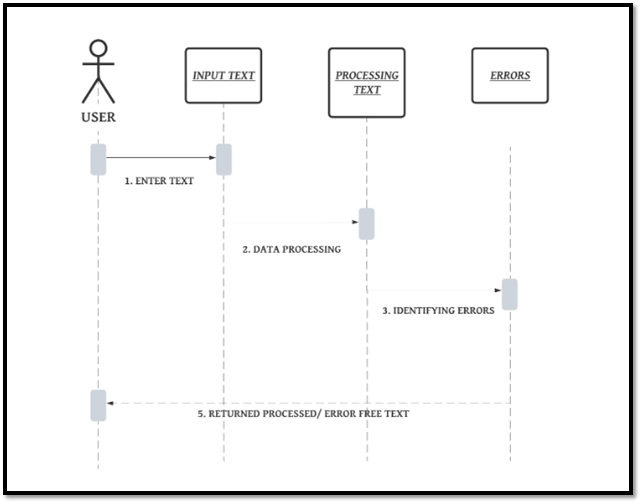 INPUT TEXT
PROCESSING
TEXT
ERRORS
USER
1. ENTER TEXT
2. DATA PROCESSING
3. IDENTIFYING ERRORS
5. RETURNED PROCESSED/ ERROR FREE TEXT